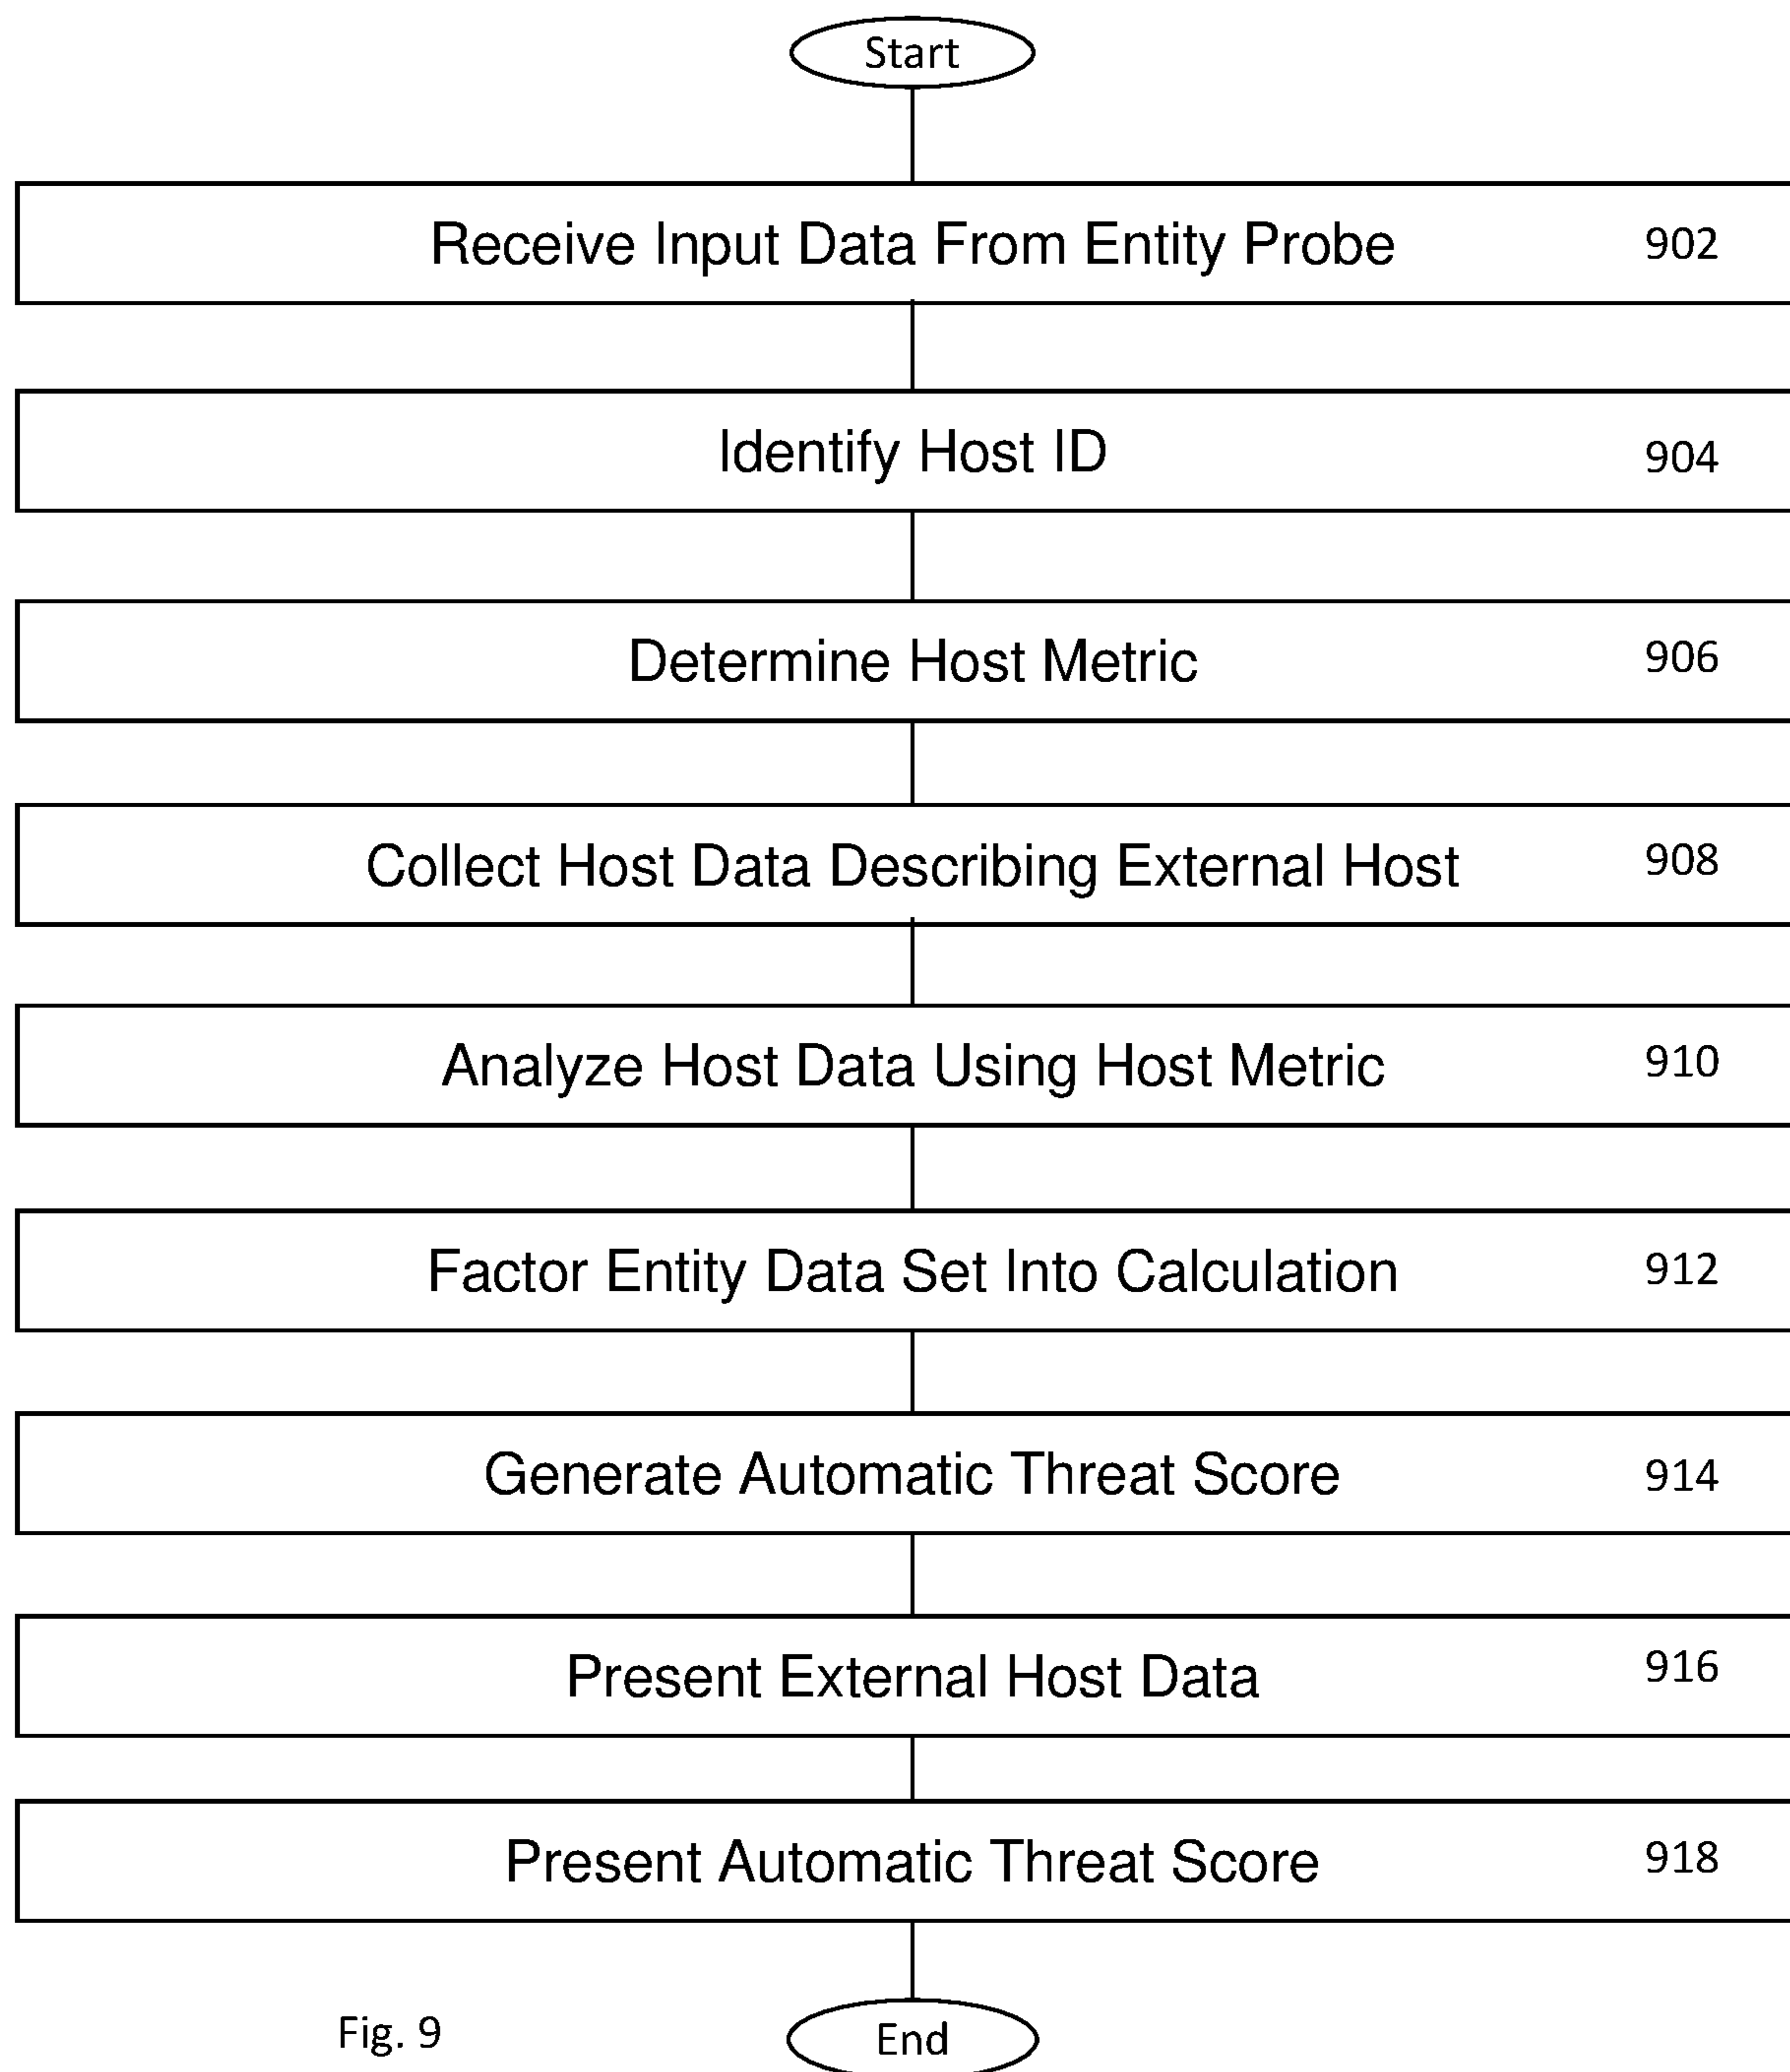 Start
Receive Input Data From Entity Probe 902
Identify Host ID 904
Determine Host Metric 906
Collect Host Data Describing External Host 908
Analyze Host Data Using Host Metric 910
Factor Entity Data Set Into Calculation 912
Generate Automatic Threat Score 914
Present External Host Data 916
Present Automatic Threat Score 918
Fig. 9
End